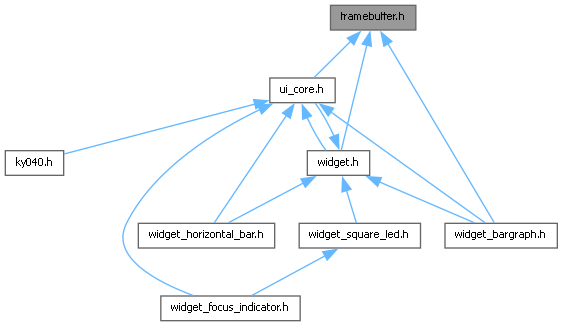 framebuffer.h
ui_core.h
ky040.h
widget.h
widget_horizontal_bar.h
widget_square_led.h
widget_bargraph.h
widget_focus_indicator.h